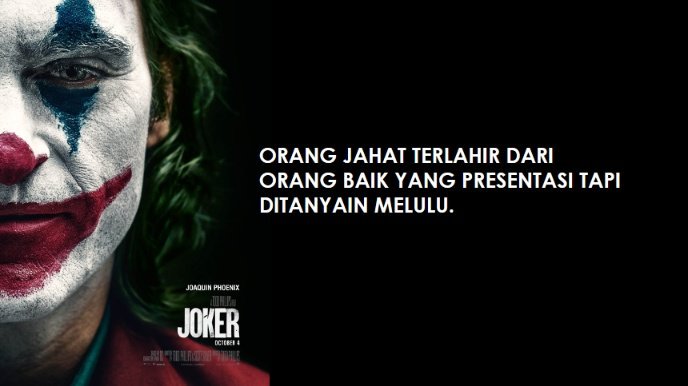 ORANG JAHAT TERLAHIR DARI
ORANG BAIK YANG PRESENTASI TAPI
DITANYAIN MELULU.
JOAQUIN PHOENIX
JOKER
OCTOBER 4